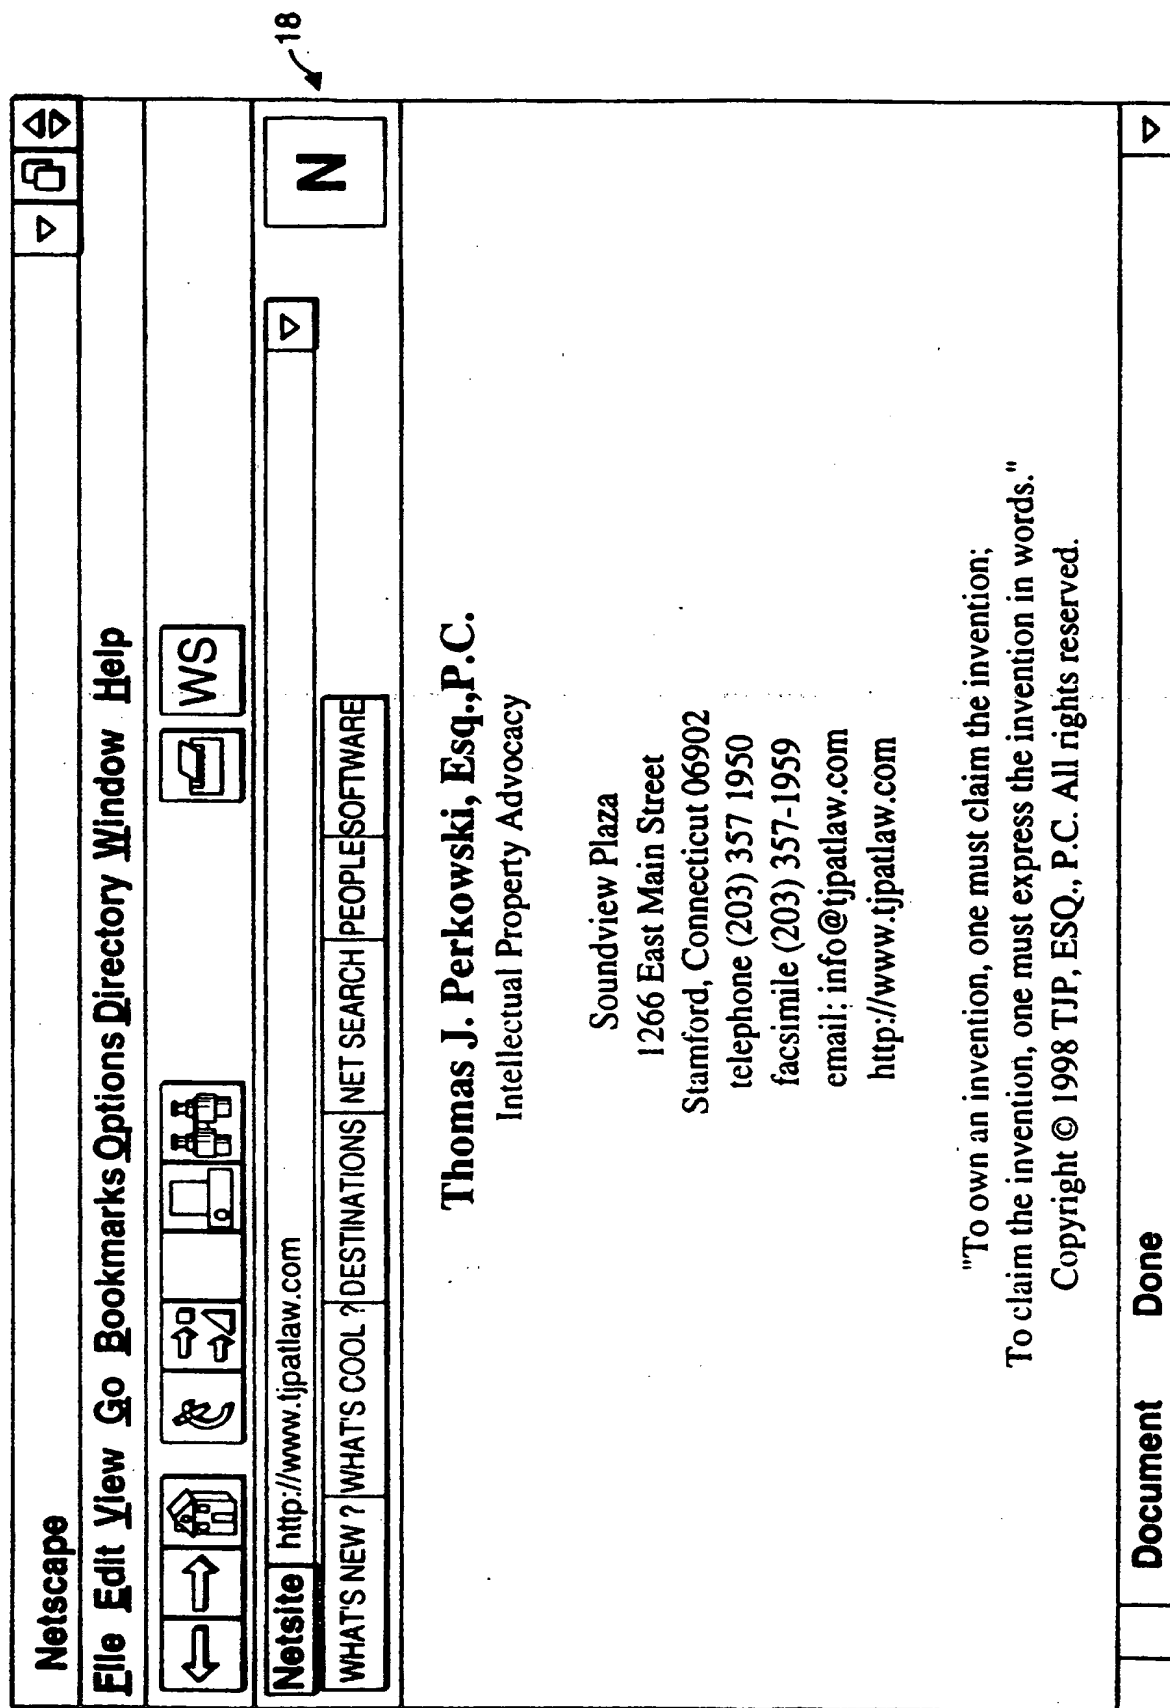 Netscape
File Edit View Go Bookmarks Options Directory Window Help
WS
Netsite http://www.tjpatlaw.com
N
18
WHAT'S NEW ? WHAT'S COOL ? DESTINATIONS NET SEARCH PEOPLE SOFTWARE
Thomas J. Perkowski, Esq.,P.C.
Intellectual Property Advocacy
Soundview Plaza
1266 East Main Street
Stamford, Connecticut 06902
telephone (203) 357 1950
facsimile (203) 357-1959
email: info@tjpatlaw.com
http://www.tjpatlaw.com
"To own an invention, one must claim the invention;
To claim the invention, one must express the invention in words."
Copyright © 1998 TJP, ESQ., P.C. All rights reserved.
Document Done